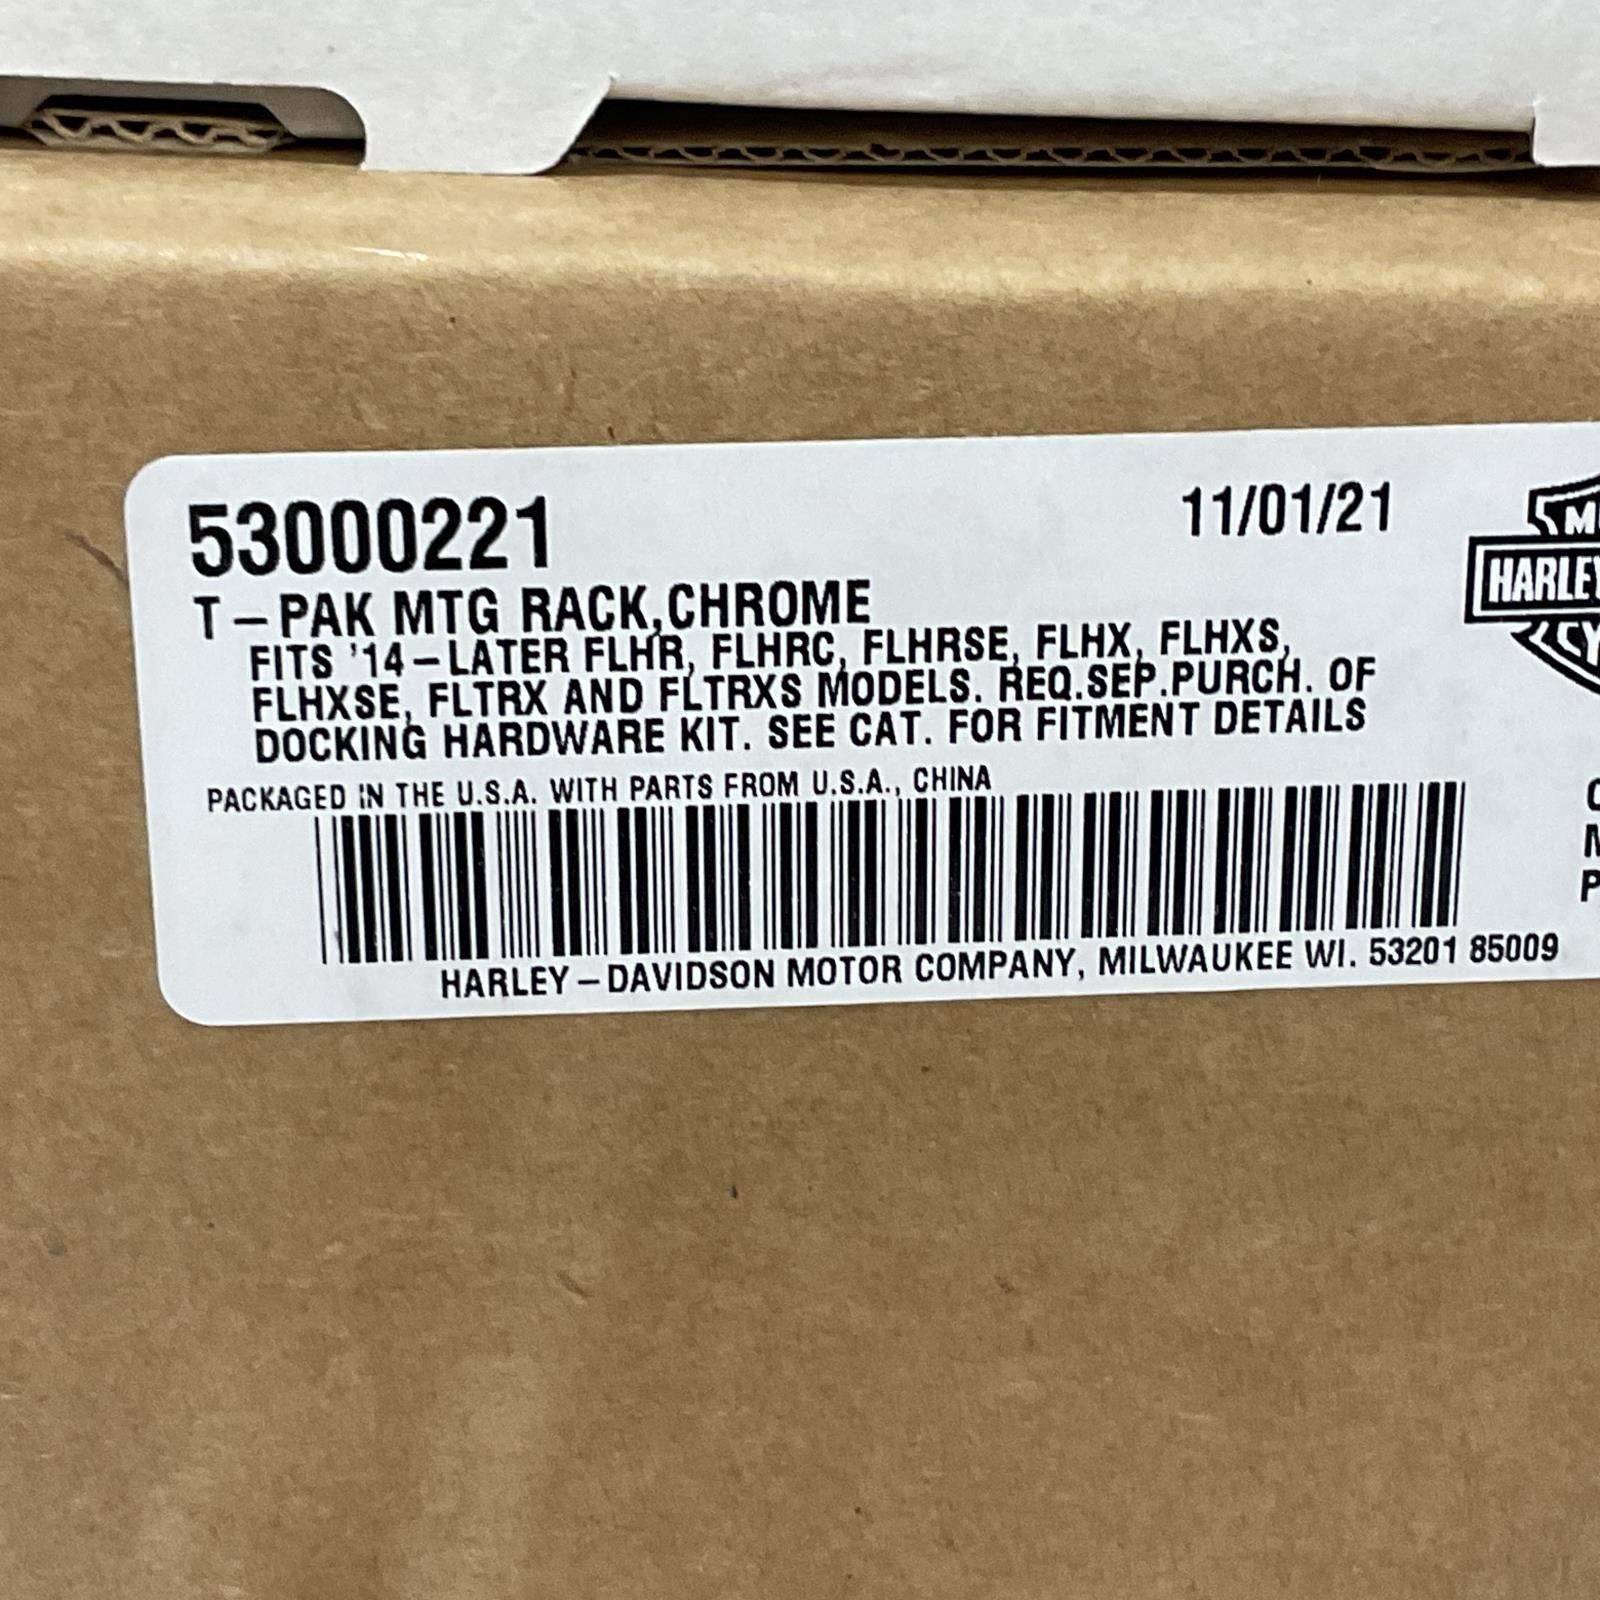 53000221
11/01/21
T-PAK MTG RACK,CHROME
FITS '14-LATER FLHR, FLHRC, FLHRSE, FLHX, FLHXS,
FLHXSE, FLTRX AND FLTRXS MODELS. REQ.SEP.PURCH. OF
DOCKING HARDWARE KIT. SEE CAT. FOR FITMENT DETAILS
PACKAGED IN THE U.S.A. WITH PARTS FROM U.S.A., CHINA
HARLEY-DAVIDSON MOTOR COMPANY, MILWAUKEE WI. 53201 85009
HARLEY